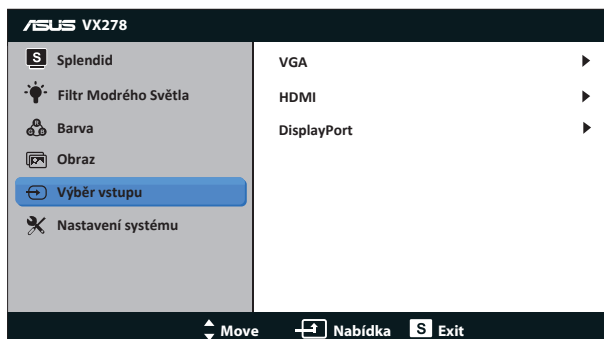 ASUS VX278
S Splendid
Filtr Modrého Světla
Barva
Obraz
Výběr vstupu
Nastavení systému
VGA
HDMI
DisplayPort
Move Nabídka S Exit